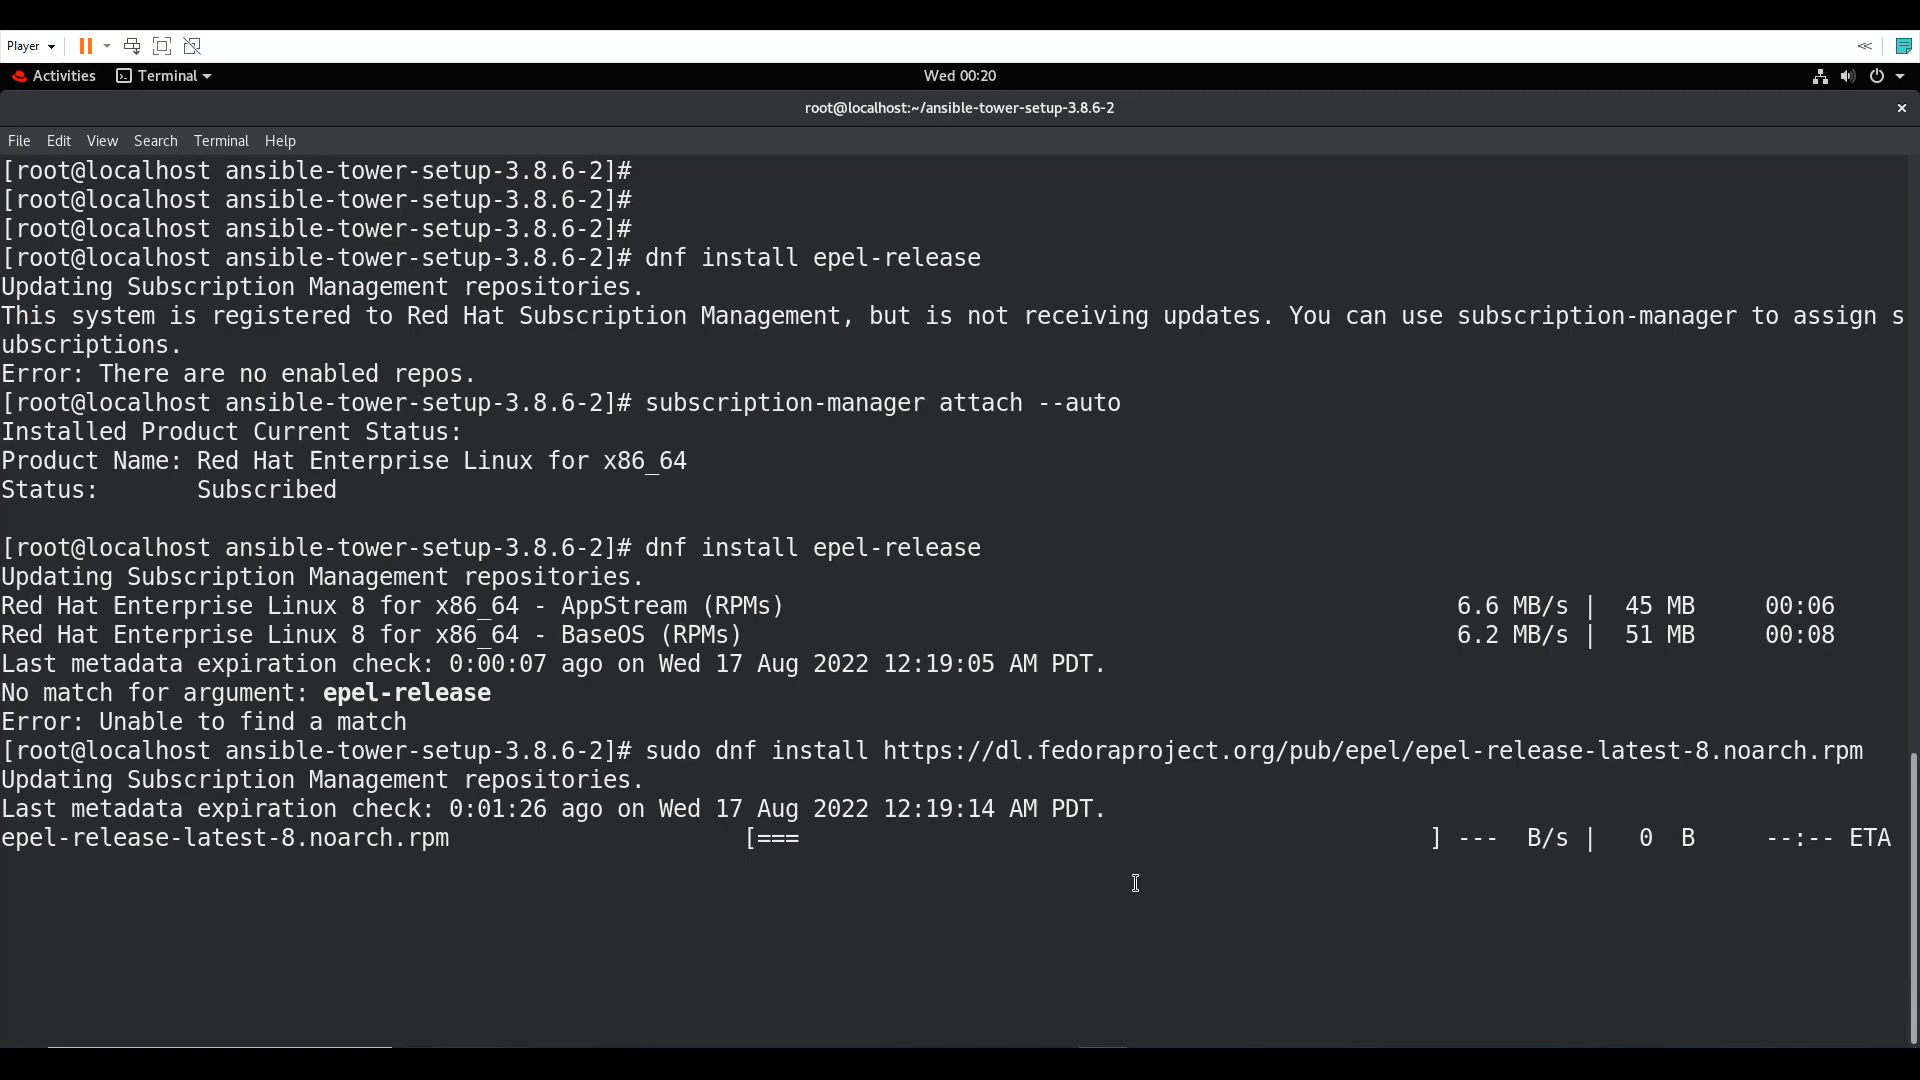 Player
Activities Terminal Wed 00:20
root@localhost:~/ansible-tower-setup-3.8.6-2
File Edit View Search Terminal Help
[root@localhost ansible-tower-setup-3.8.6-2]#
[root@localhost ansible-tower-setup-3.8.6-2]#
[root@localhost ansible-tower-setup-3.8.6-2]#
[root@localhost ansible-tower-setup-3.8.6-2]# dnf install epel-release
Updating Subscription Management repositories.
This system is registered to Red Hat Subscription Management, but is not receiving updates. You can use subscription-manager to assign s
ubscriptions.
Error: There are no enabled repos.
[root@localhost ansible-tower-setup-3.8.6-2]# subscription-manager attach --auto
Installed Product Current Status:
Product Name: Red Hat Enterprise Linux for x86_64
Status:       Subscribed
[root@localhost ansible-tower-setup-3.8.6-2]# dnf install epel-release
Updating Subscription Management repositories.
Red Hat Enterprise Linux 8 for x86_64 - AppStream (RPMs) 6.6 MB/s | 45 MB 00:06
Red Hat Enterprise Linux 8 for x86_64 - BaseOS (RPMs) 6.2 MB/s | 51 MB 00:08
Last metadata expiration check: 0:00:07 ago on Wed 17 Aug 2022 12:19:05 AM PDT.
No match for argument: epel-release
Error: Unable to find a match
[root@localhost ansible-tower-setup-3.8.6-2]# sudo dnf install https://dl.fedoraproject.org/pub/epel/epel-release-latest-8.noarch.rpm
Updating Subscription Management repositories.
Last metadata expiration check: 0:01:26 ago on Wed 17 Aug 2022 12:19:14 AM PDT.
epel-release-latest-8.noarch.rpm [=== ] --- B/s | 0 B --:-- ETA